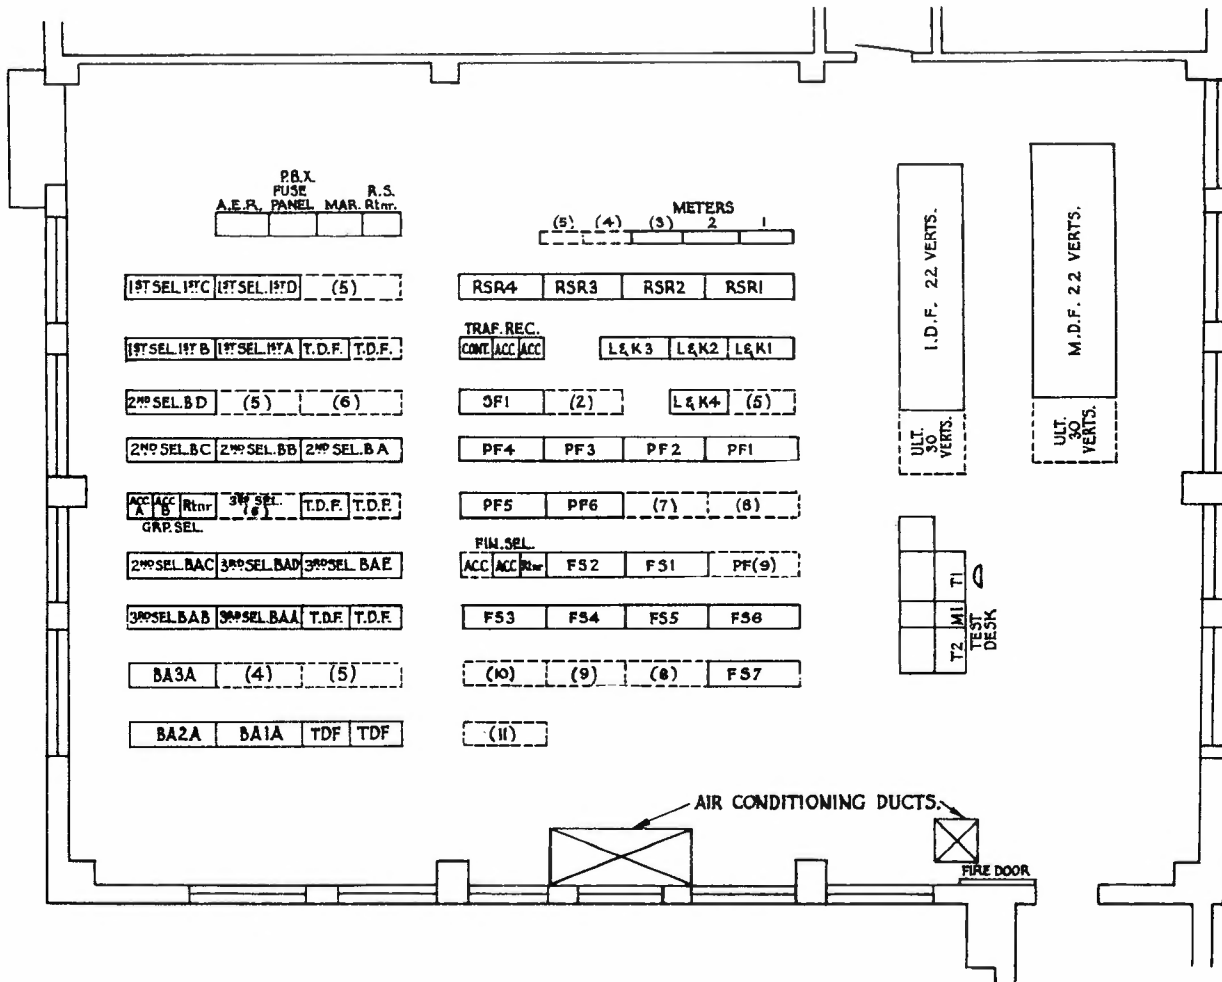 P.B.X.
FUSE
PANEL
A.E.R.
MAR.
R.S.
Rtnr.
METERS
(5) (4) (3) 2 1
1ST SEL. 1ST C 1ST SEL. 1ST D (5)
RSR4 RSR3 RSR2 RSR1
TRAF. REC.
1ST SEL. 1ST B 1ST SEL. 1ST A T.D.F. T.D.F.
CONT. ACC ACC L&K3 L&K2 L&K1
2ND SEL. BD (5) (6)
SF1 (2) L&K4 (5)
2ND SEL. BC 2ND SEL. BB 2ND SEL. BA
PF4 PF3 PF2 PF1
ACC A ACC B Rtnr 3RD SEL. (6) T.D.F. T.D.F.
GRP. SEL.
PF5 PF6 (7) (8)
FIN. SEL.
2ND SEL. BAC 3RD SEL. BAD 3RD SEL. BAE
ACC ACC Rtnr FS2 FS1 PF(9)
3RD SEL. BAB 3RD SEL. BAA T.D.F. T.D.F.
FS3 FS4 FS5 FS6
BA3A (4) (5)
(10) (9) (8) FS7
BA2A BA1A TDF TDF
(11)
I.D.F. 22 VERTS.
ULT.
30
VERTS.
M.D.F. 22 VERTS.
ULT.
30
VERTS.
T2 M1 T1
TEST
DESK
AIR CONDITIONING DUCTS.
FIRE DOOR